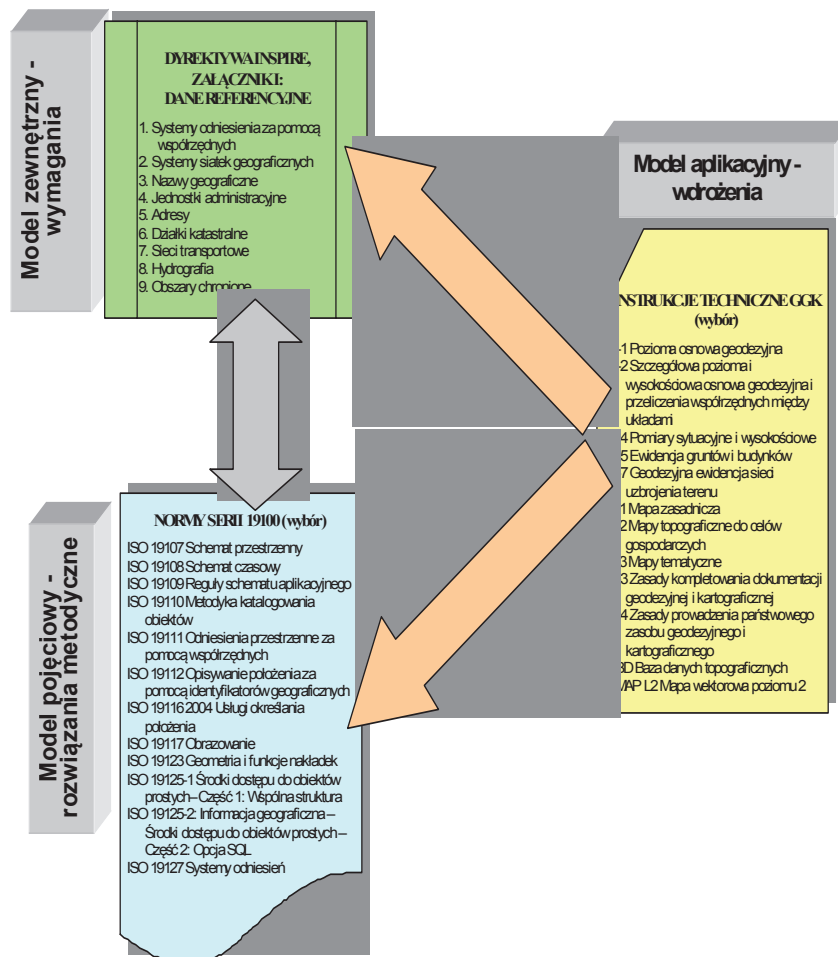 Model zewnętrzny -
wymagania
DYREKTYWA INSPIRE,
ZAŁĄCZNIK I:
DANE REFERENCYJNE
1. Systemy odniesienia za pomocą
współrzędnych
2. Systemy siatek geograficznych
3. Nazwy geograficzne
4. Jednostki administracyjne
5. Adresy
6. Działki katastralne
7. Sieci transportowe
8. Hydrografia
9. Obszary chronione
Model aplikacyjny -
wdrożenia
NSTRUKCJE TECHNICZNE GGK
(wybór)
-1 Pozioma osnowa geodezyjna
-2 Szczegółowa pozioma i
wysokościowa osnowa geodezyjna i
przeliczenia współrzędnych między
układami
4 Pomiary sytuacyjne i wysokościowe
5 Ewidencja gruntów i budynków
7 Geodezyjna ewidencja sieci
uzbrojenia terenu
1 Mapa zasadnicza
2 Mapy topograficzne do celów
gospodarczych
3 Mapy tematyczne
3 Zasady kompletowania dokumentacji
geodezyjnej i kartograficznej
4 Zasady prowadzenia państwowego
zasobu geodezyjnego i
kartograficznego
BD Baza danych topograficznych
MAP L2 Mapa wektorowa poziomu 2
Model pojęciowy -
rozwiązania metodyczne
NORMY SERII 19100 (wybór)
ISO 19107 Schemat przestrzenny
ISO 19108 Schemat czasowy
ISO 19109 Reguły schematu aplikacyjnego
ISO 19110 Metodyka katalogowania
obiektów
ISO 19111 Odniesienia przestrzenne za
pomocą współrzędnych
ISO 19112 Opisywanie położenia za
pomocą identyfikatorów geograficznych
ISO 19116 2004 Usługi określania
położenia
ISO 19117 Obrazowanie
ISO 19123 Geometria i funkcje nakładek
ISO 19125-1 Środki dostępu do obiektów
prostych – Część 1: Wspólna struktura
ISO 19125-2: Informacja geograficzna –
Środki dostępu do obiektów prostych –
Część 2: Opcja SQL
ISO 19127 Systemy odniesień